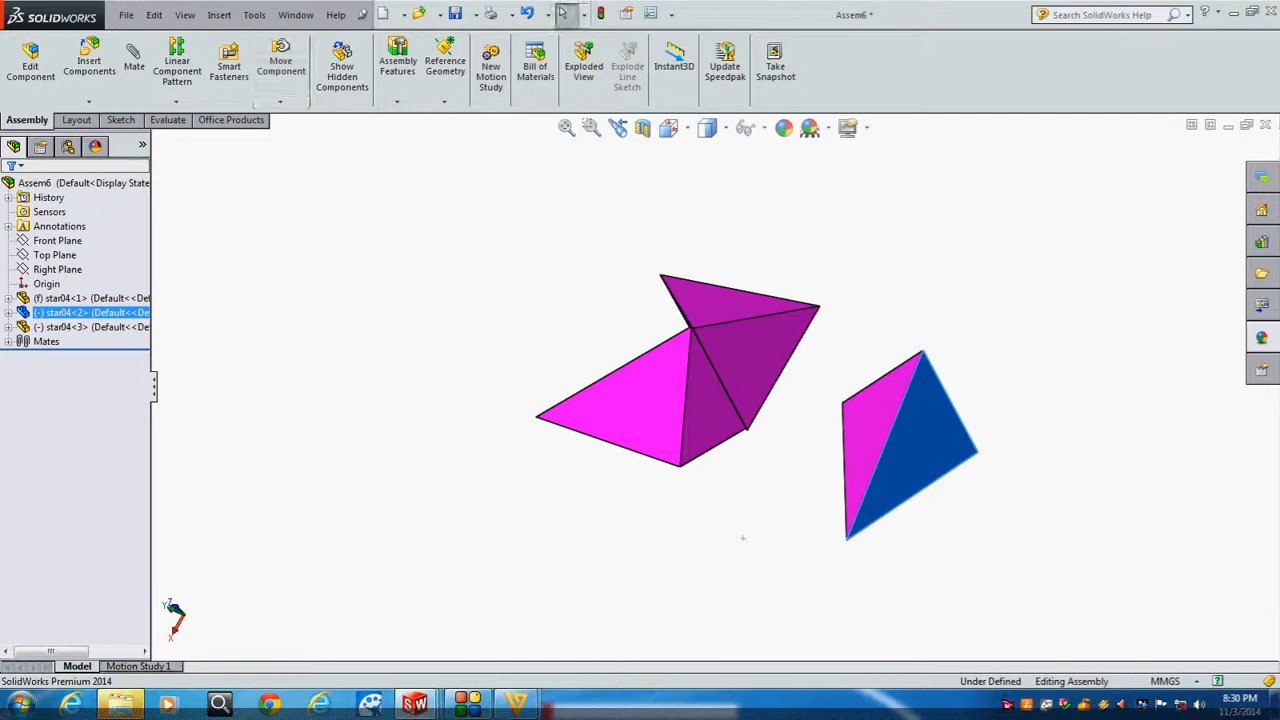 SOLIDWORKS File Edit View Insert Tools Window Help Assem6 * Search SolidWorks Help
Edit Component
Insert Components
Mate
Linear Component Pattern
Smart Fasteners
Move Component
Show Hidden Components
Assembly Features
Reference Geometry
New Motion Study
Bill of Materials
Exploded View
Explode Line Sketch
Instant3D
Update Speedpak
Take Snapshot
Assembly Layout Sketch Evaluate Office Products
Assem6 (Default<Display State
History
Sensors
Annotations
Front Plane
Top Plane
Right Plane
Origin
(f) star04<1> (Default<<Def
(-) star04<2> (Default<<De
(-) star04<3> (Default<<De
Mates
Z
Y
X
Model Motion Study 1
SolidWorks Premium 2014 Under Defined Editing Assembly MMGS
8:30 PM
11/3/2014